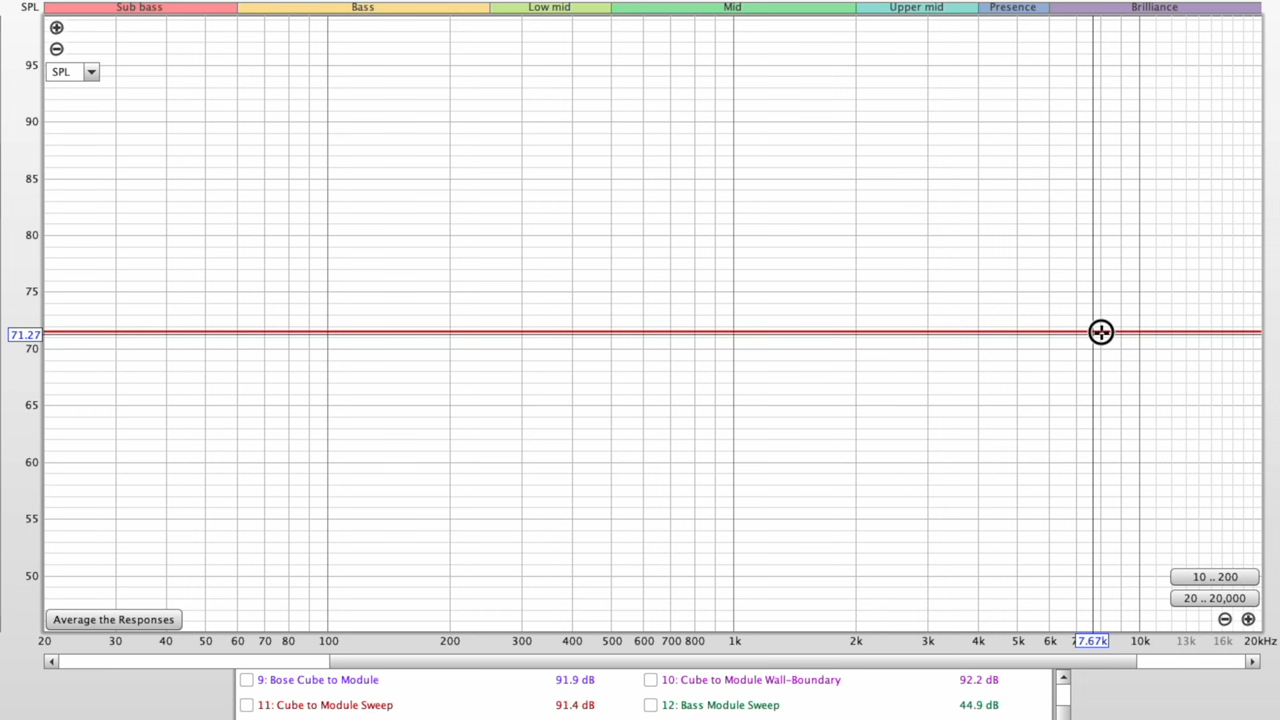 SPL Sub bass Bass Low mid Mid Upper mid Presence Brilliance
95
SPL
90
85
80
75
71.27
70
65
60
55
50
10 .. 200
20 .. 20,000
Average the Responses
20 30 40 50 60 70 80 100 200 300 400 500 600 700 800 1k 2k 3k 4k 5k 6k 7.67k 10k 13k 16k 20kHz
9: Bose Cube to Module 91.9 dB 10: Cube to Module Wall-Boundary 92.2 dB
11: Cube to Module Sweep 91.4 dB 12: Bass Module Sweep 44.9 dB